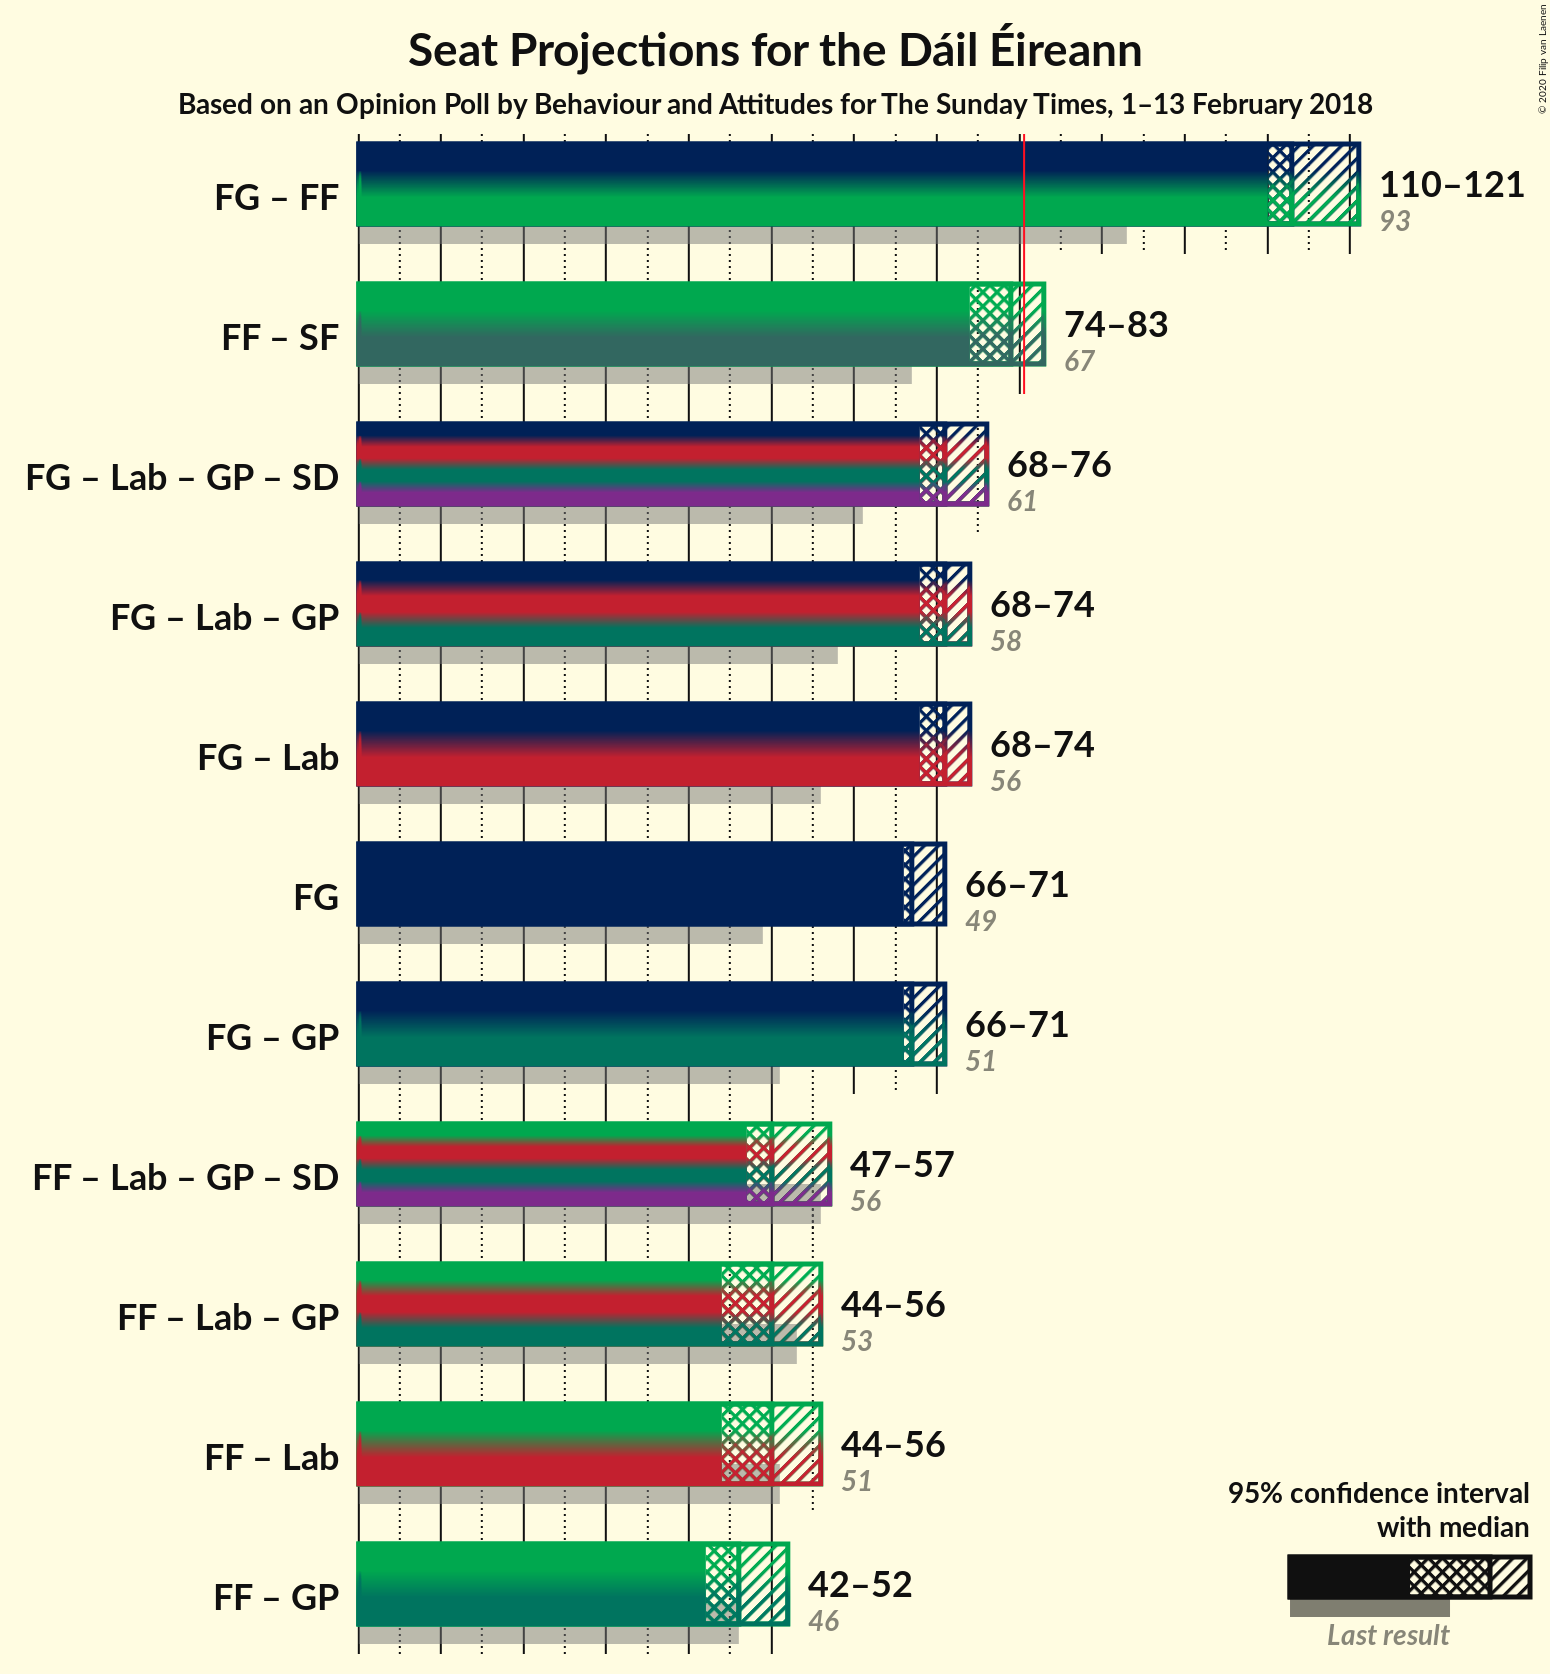 Seat Projections for the Dáil Éireann
Based on an Opinion Poll by Behaviour and Attitudes for The Sunday Times, 1–13 February 2018
© 2020 Filip van Laenen
FG – FF
110–121
93
FF – SF
74–83
67
FG – Lab – GP – SD
68–76
61
FG – Lab – GP
68–74
58
FG – Lab
68–74
56
FG
66–71
49
FG – GP
66–71
51
FF – Lab – GP – SD
47–57
56
FF – Lab – GP
44–56
53
FF – Lab
44–56
51
FF – GP
42–52
46
95% confidence interval
with median
Last result